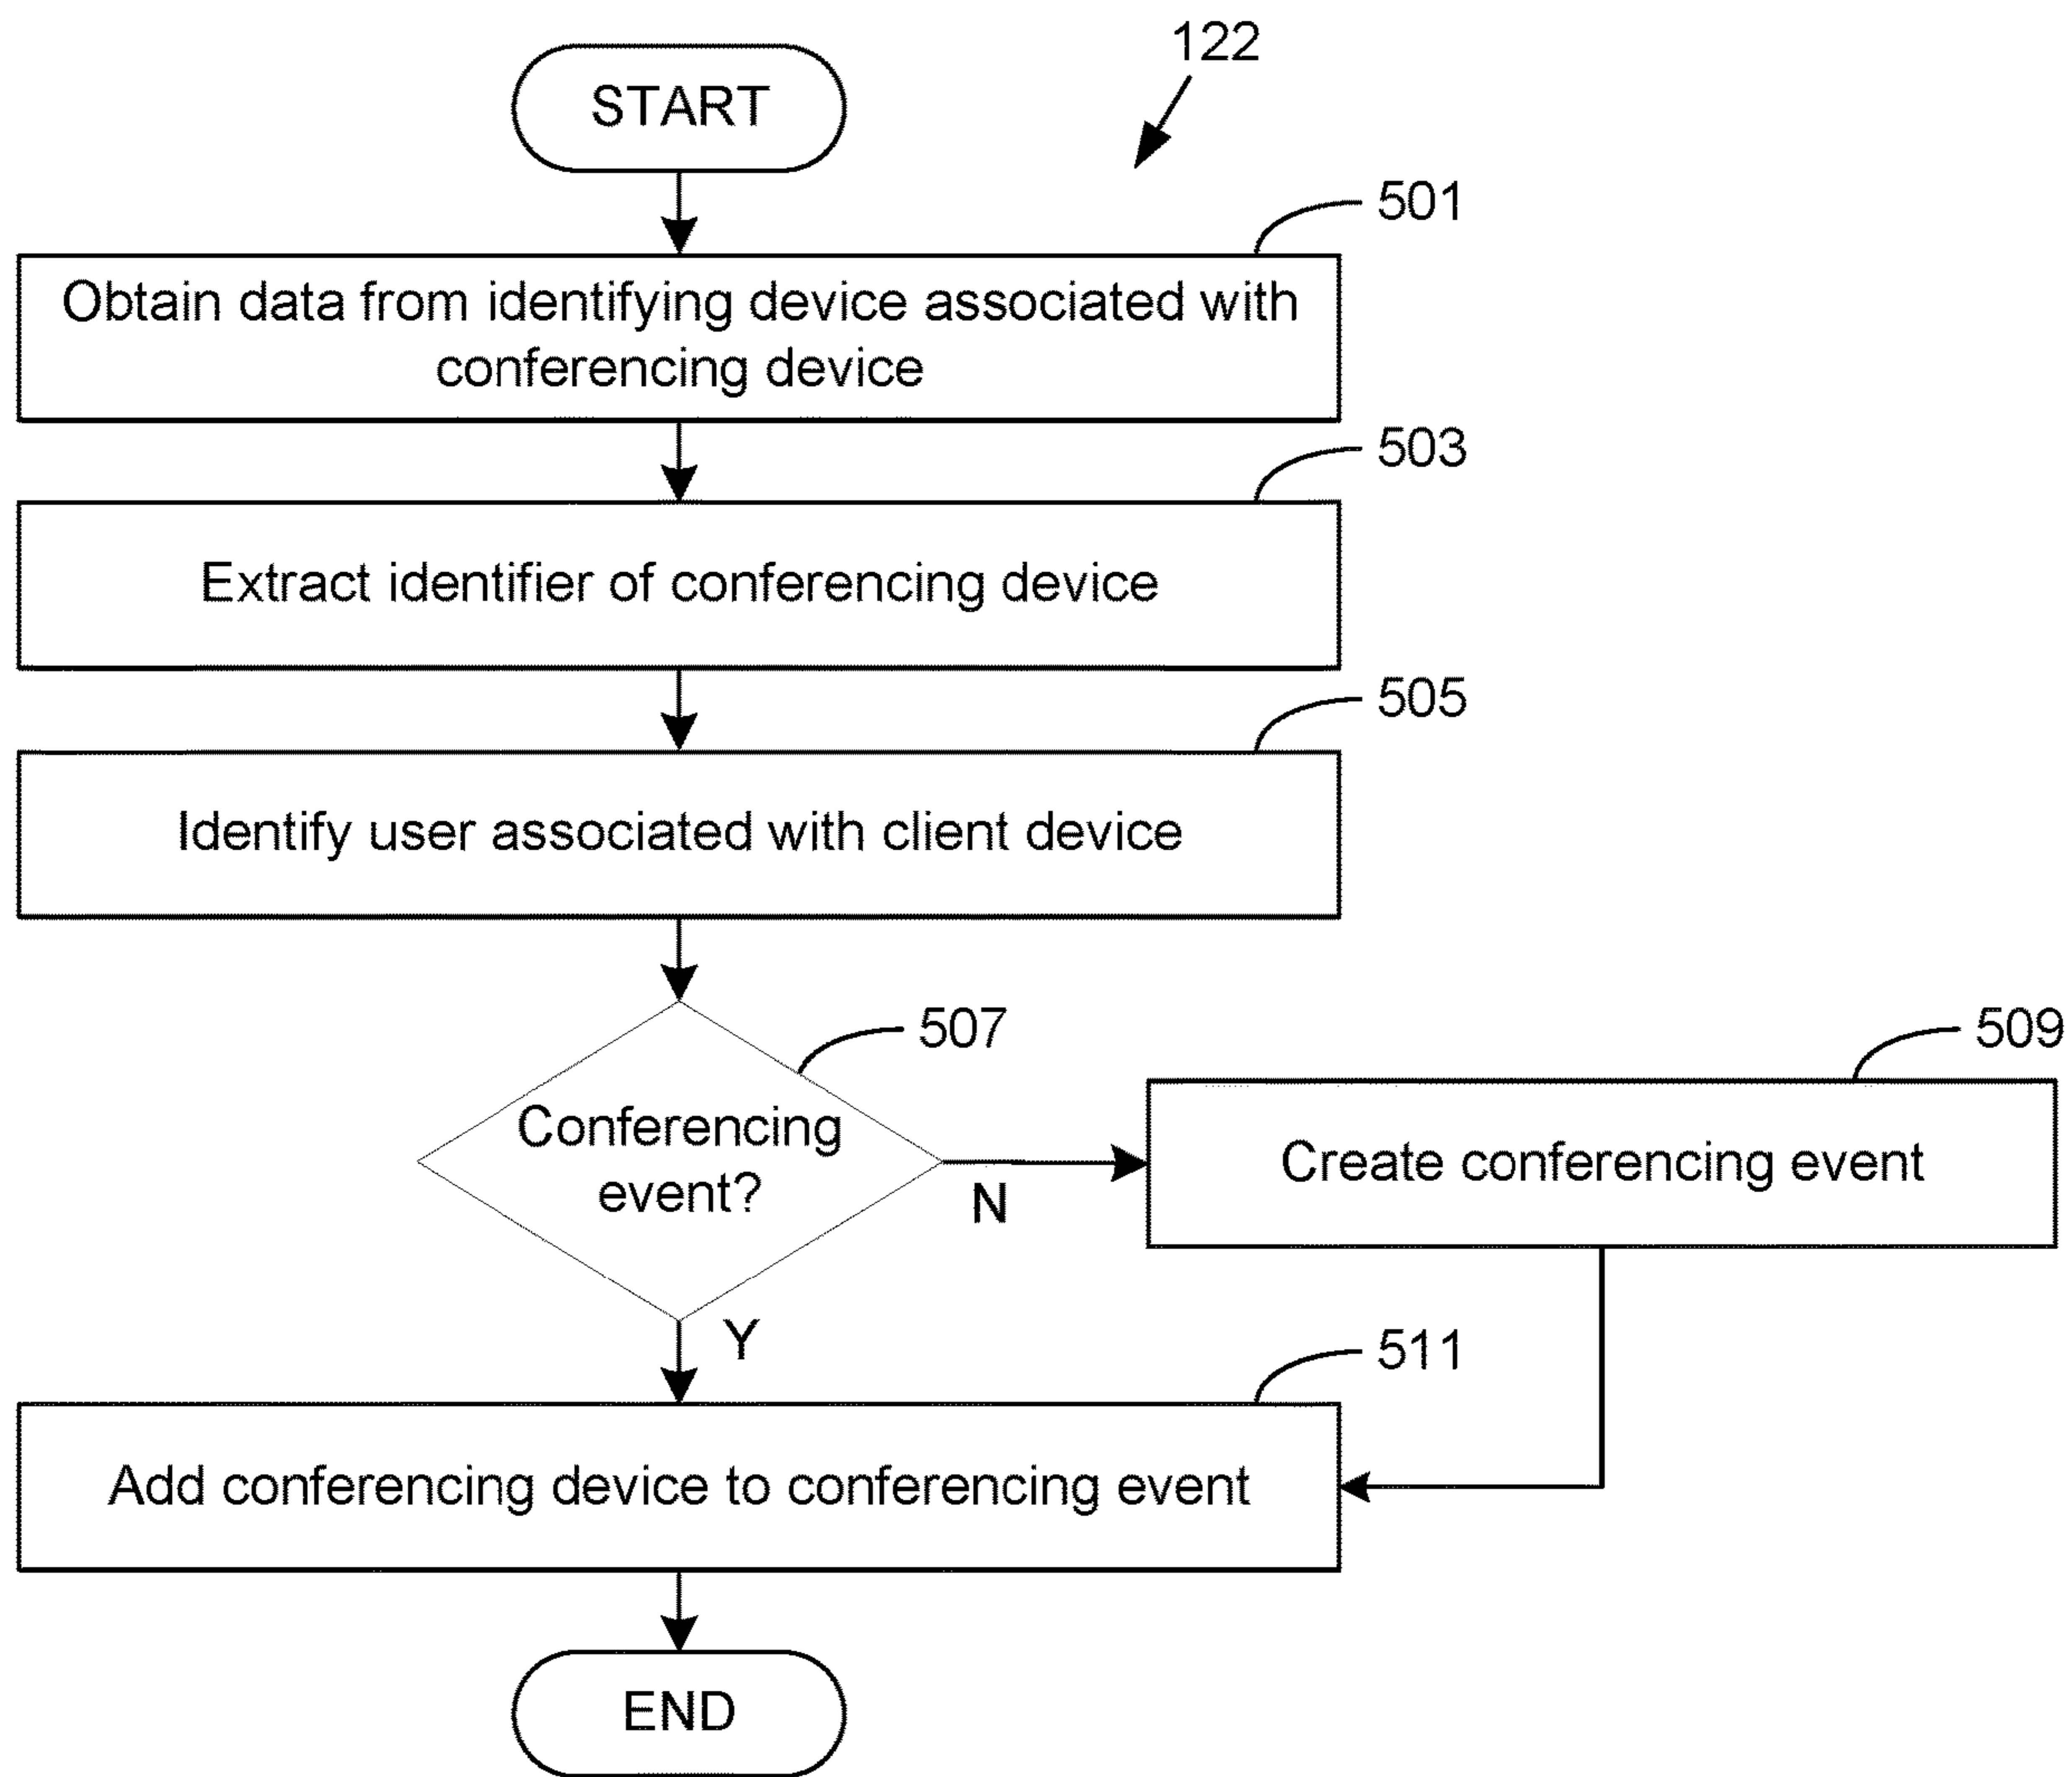 122
START
501
Obtain data from identifying device associated with
conferencing device
503
Extract identifier of conferencing device
505
Identify user associated with client device
507
Conferencing
event?
N
509
Create conferencing event
Y
511
Add conferencing device to conferencing event
END